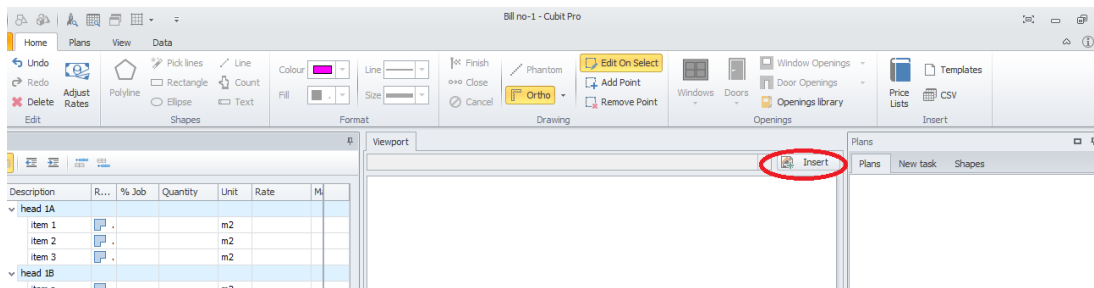 Bill no-1 - Cubit Pro
Home Plans View Data
Undo
Redo
Delete
Adjust Rates
Edit
Polyline
Pick lines
Rectangle
Ellipse
Line
Count
Text
Shapes
Colour
Fill
Line
Size
Format
Finish
Close
Cancel
Phantom
Ortho
Edit On Select
Add Point
Remove Point
Drawing
Windows
Doors
Window Openings
Door Openings
Openings library
Openings
Price Lists
Templates
CSV
Insert
Viewport
Insert
Plans
Plans New task Shapes
Description R... % Job Quantity Unit Rate
head 1A
item 1 m2
item 2 m2
item 3 m2
head 1B